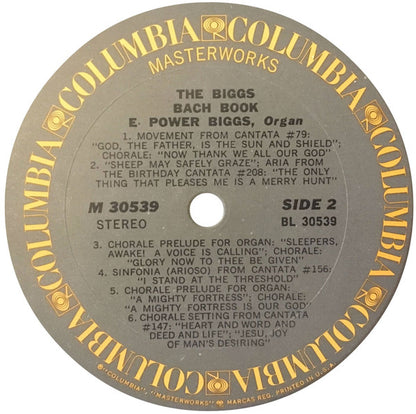 COLUMBIA COLUMBIA COLUMBIA COLUMBIA COLUMBIA COLUMBIA
MASTERWORKS
THE BIGGS
BACH BOOK
E. POWER BIGGS, Organ
1. MOVEMENT FROM CANTATA #79:
"GOD, THE FATHER, IS THE SUN AND SHIELD";
CHORALE: "NOW THANK WE ALL OUR GOD"
2. "SHEEP MAY SAFELY GRAZE"; ARIA FROM
THE BIRTHDAY CANTATA #208: "THE ONLY
THING THAT PLEASES ME IS A MERRY HUNT"
M 30539 SIDE 2
STEREO BL 30539
3. CHORALE PRELUDE FOR ORGAN: "SLEEPERS,
AWAKE! A VOICE IS CALLING"; CHORALE:
"GLORY NOW TO THEE BE GIVEN"
4. SINFONIA (ARIOSO) FROM CANTATA #156:
"I STAND AT THE THRESHOLD"
5. CHORALE PRELUDE FOR ORGAN:
"A MIGHTY FORTRESS"; CHORALE:
"A MIGHTY FORTRESS IS OUR GOD"
6. CHORALE SETTING FROM CANTATA
#147: "HEART AND WORD AND
DEED AND LIFE"; "JESU, JOY
OF MAN'S DESIRING"
® "COLUMBIA", "MASTERWORKS" MARCAS REG. PRINTED IN U.S.A.